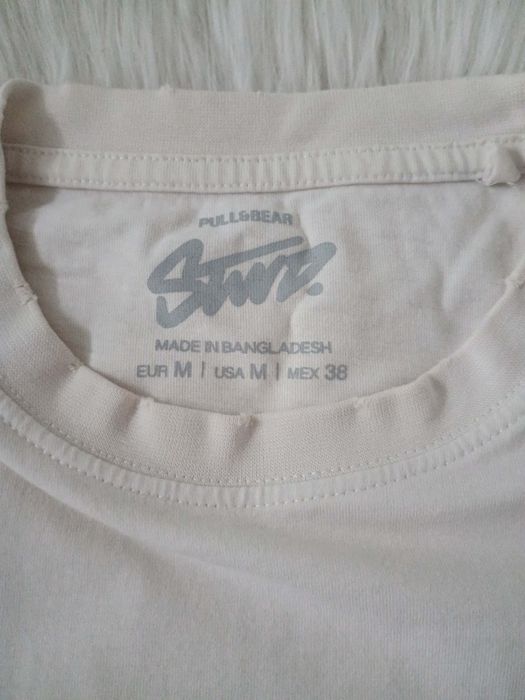 PULL&BEAR
STWD.
MADE IN BANGLADESH
EUR M | USA M | MEX 38